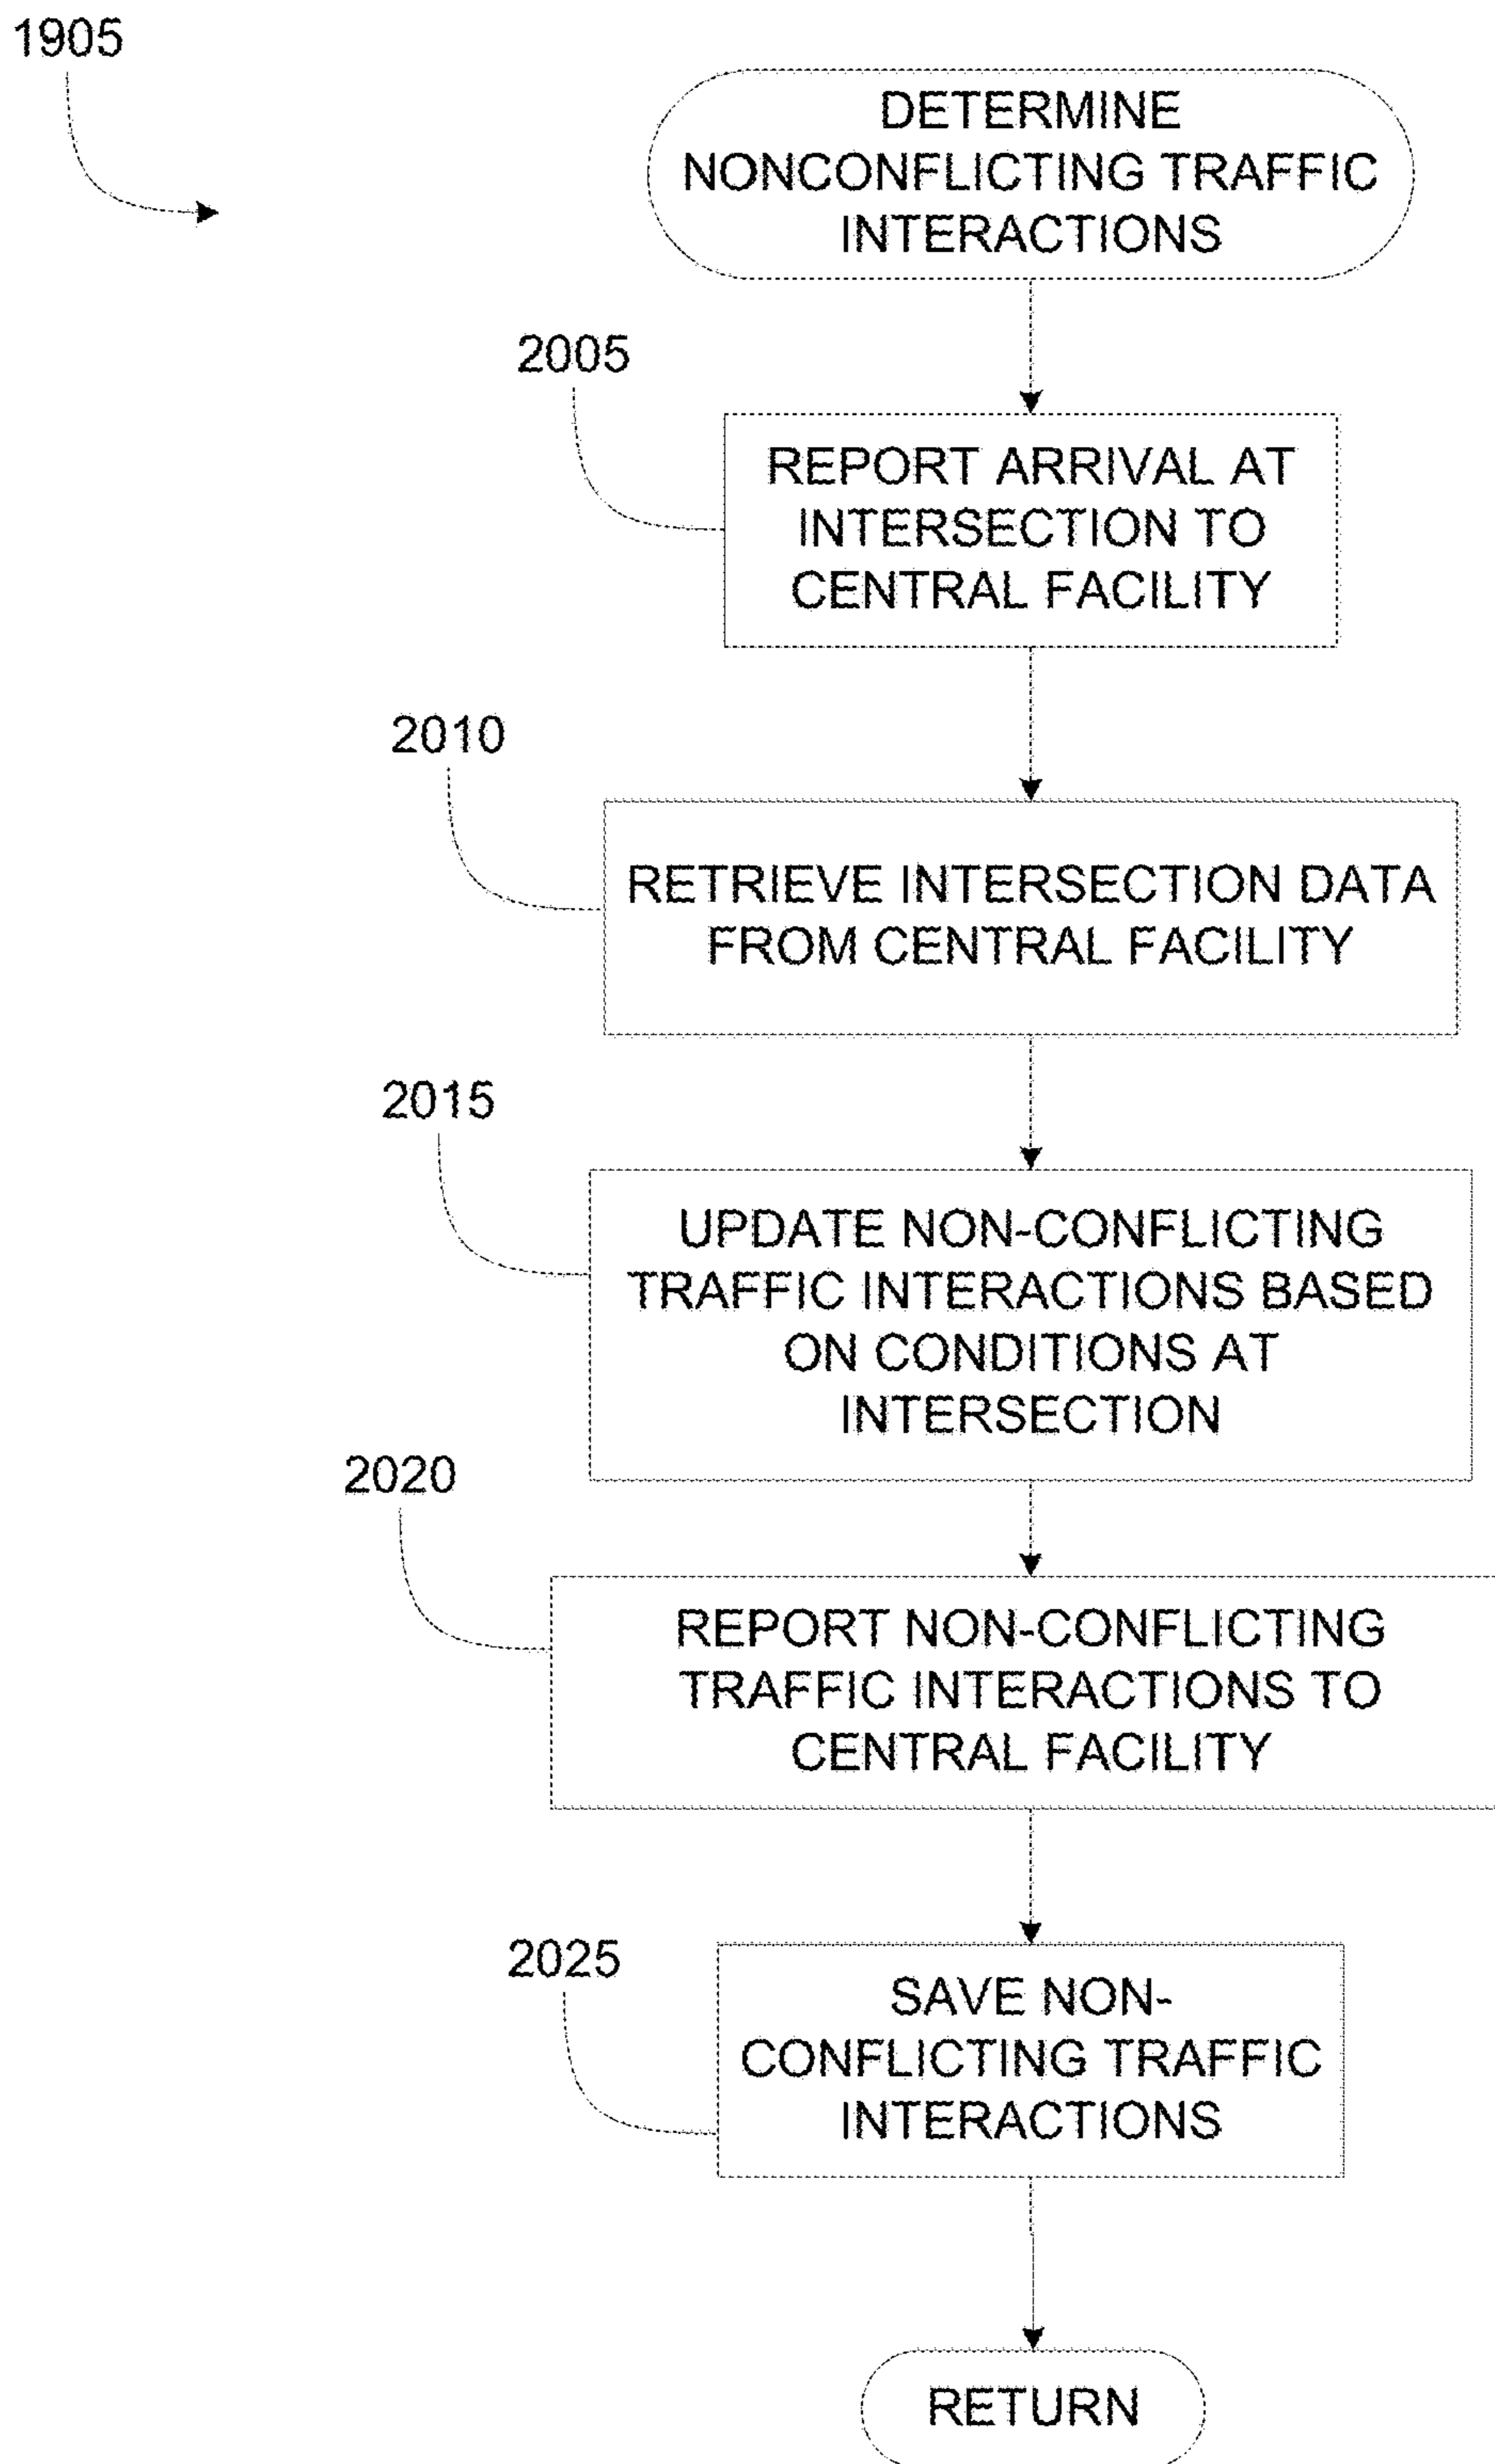 1905
DETERMINE
NONCONFLICTING TRAFFIC
INTERACTIONS
2005
REPORT ARRIVAL AT
INTERSECTION TO
CENTRAL FACILITY
2010
RETRIEVE INTERSECTION DATA
FROM CENTRAL FACILITY
2015
UPDATE NON-CONFLICTING
TRAFFIC INTERACTIONS BASED
ON CONDITIONS AT
INTERSECTION
2020
REPORT NON-CONFLICTING
TRAFFIC INTERACTIONS TO
CENTRAL FACILITY
2025
SAVE NON-
CONFLICTING TRAFFIC
INTERACTIONS
RETURN